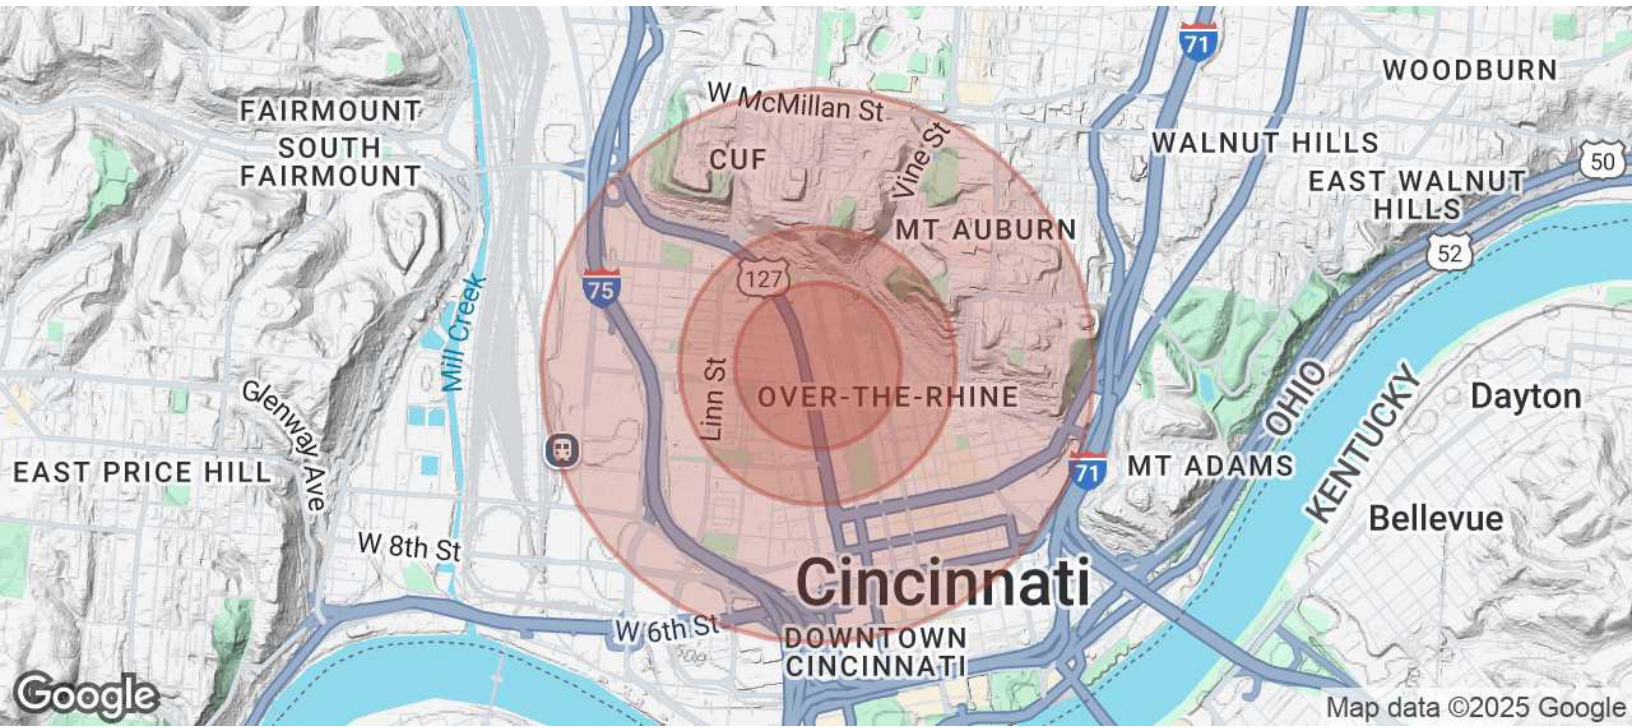 71
WOODBURN
W McMillan St
FAIRMOUNT
SOUTH
FAIRMOUNT
CUF
Vine St
WALNUT HILLS
50
EAST WALNUT
HILLS
MT AUBURN
52
127
75
Mill Creek
Linn St
OVER-THE-RHINE
OHIO
KENTUCKY
Dayton
Glenway Ave
EAST PRICE HILL
71
MT ADAMS
Bellevue
W 8th St
Cincinnati
W 6th St
DOWNTOWN
CINCINNATI
Google
Map data ©2025 Google